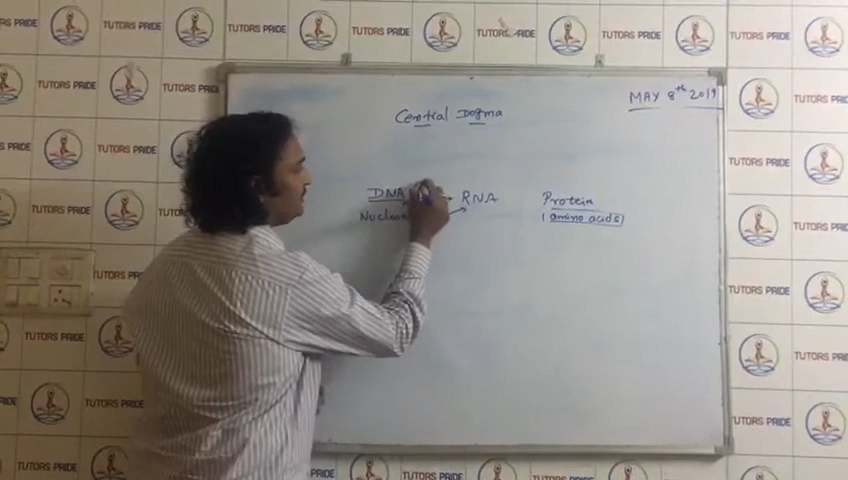 MAY 8th 2019
Central Dogma
DNA RNA Protein
(amino acids)
TUTORS PRIDE